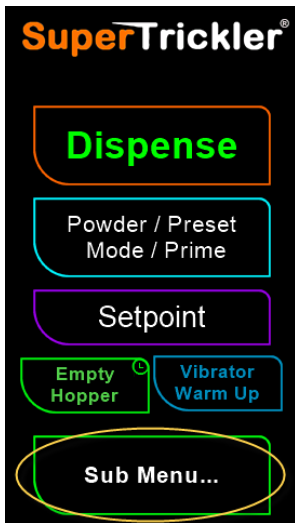 SuperTrickler®
Dispense
Powder / Preset
Mode / Prime
Setpoint
Empty
Hopper
Vibrator
Warm Up
Sub Menu...